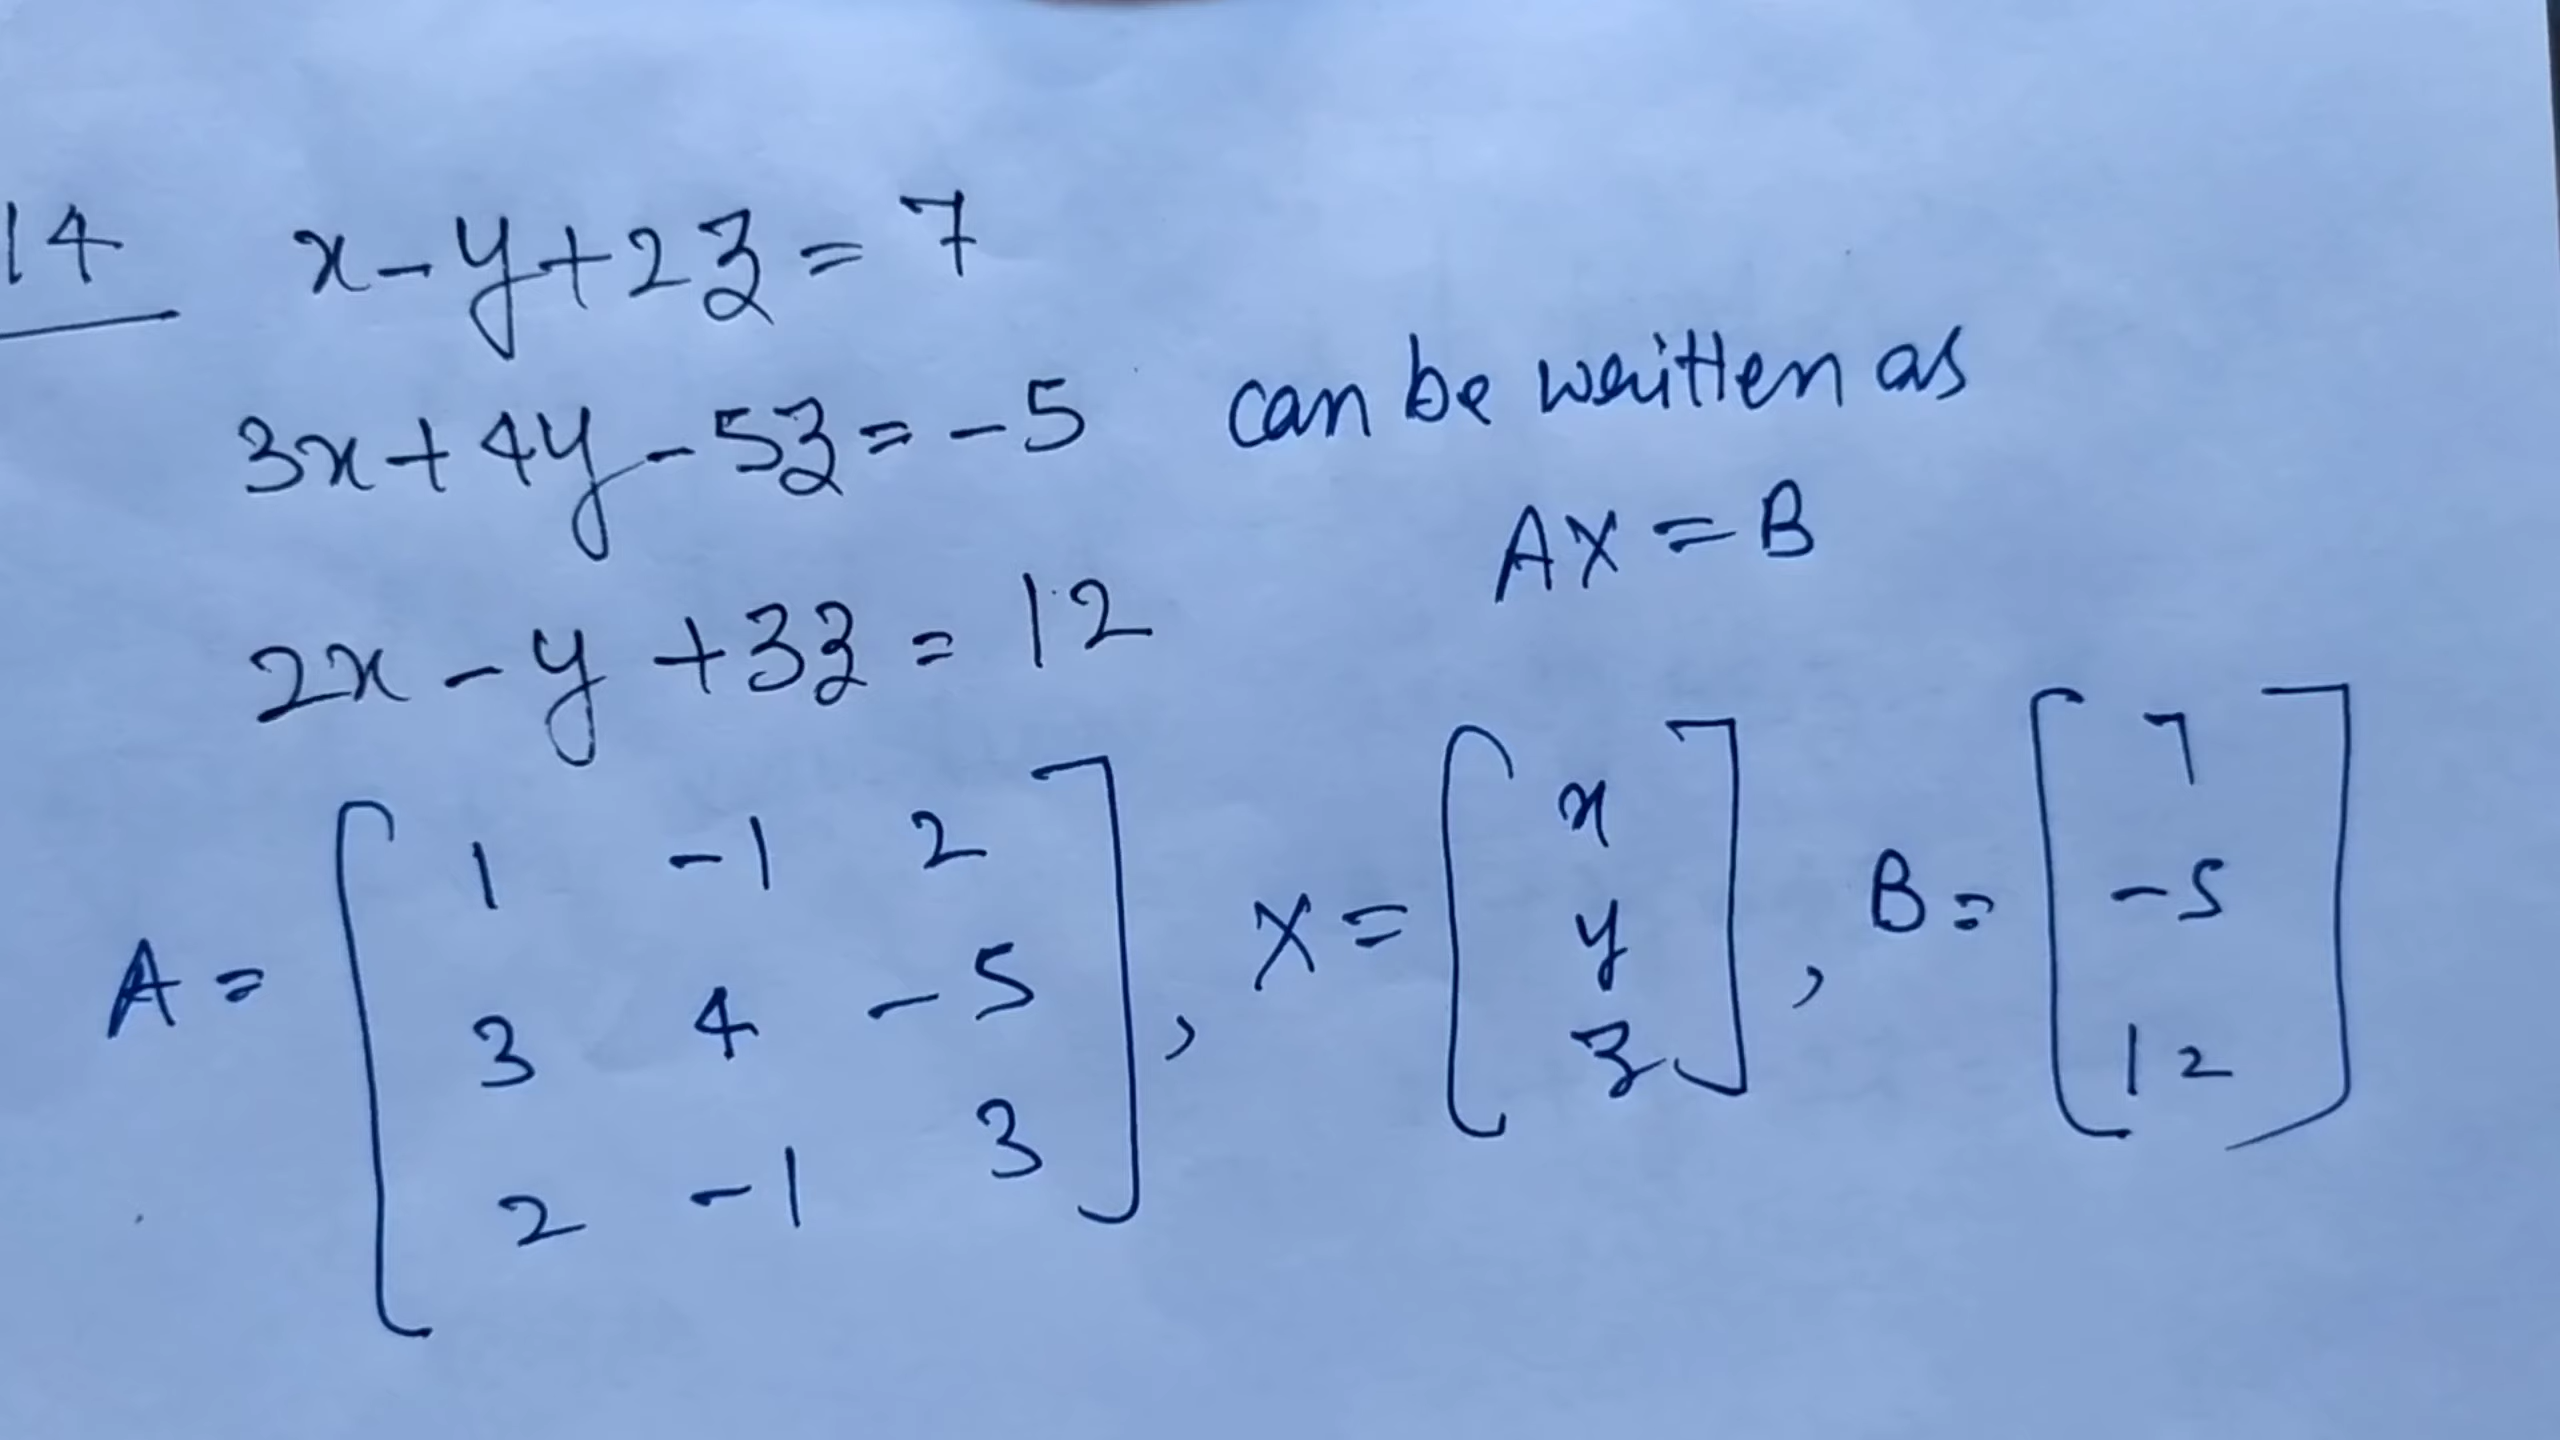 14 x-y+2z=7
3x+4y-5z=-5 can be written as
AX=B
2x-y+3z=12
A=[1 -1 2
3 4 -5
2 -1 3], X=[x
y
z], B=[7
-5
12]